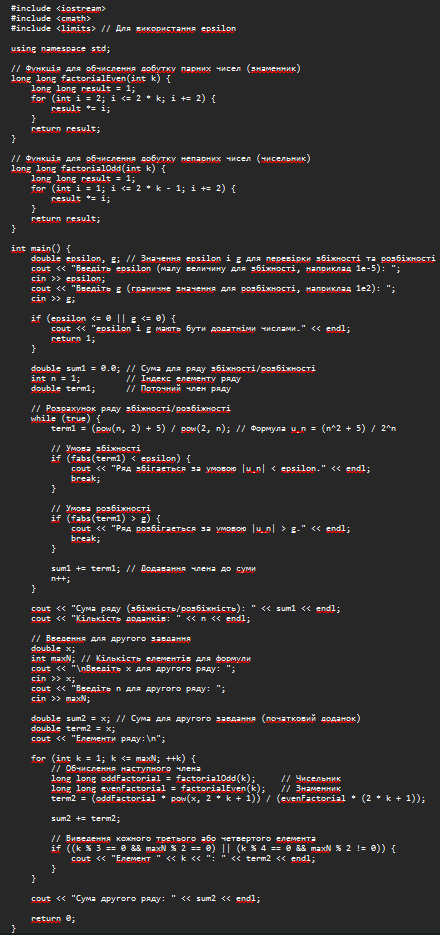 #include <iostream>
#include <cmath>
#include <limits> // Для використання epsilon
using namespace std;
// Функція для обчислення добутку парних чисел (знаменник)
long long factorialEven(int k) {
long long result = 1;
for (int i = 2; i <= 2 * k; i += 2) {
result *= i;
}
return result;
}
// Функція для обчислення добутку непарних чисел (чисельник)
long long factorialOdd(int k) {
long long result = 1;
for (int i = 1; i <= 2 * k - 1; i += 2) {
result *= i;
}
return result;
}
int main() {
double epsilon, g; // Значення epsilon і g для перевірки збіжності та розбіжності
cout << "Введіть epsilon (малу величину для збіжності, наприклад 1e-5): ";
cin >> epsilon;
cout << "Введіть g (граничне значення для розбіжності, наприклад 1e2): ";
cin >> g;
if (epsilon <= 0 || g <= 0) {
cout << "epsilon і g мають бути додатніми числами." << endl;
return 1;
}
double sum1 = 0.0; // Сума для ряду збіжності/розбіжності
int n = 1; // Індекс елементу ряду
double term1; // Поточний член ряду
// Розрахунок ряду збіжності/розбіжності
while (true) {
term1 = (pow(n, 2) + 5) / pow(2, n); // Формула u_n = (n^2 + 5) / 2^n
// Умова збіжності
if (fabs(term1) < epsilon) {
cout << "Ряд збігається за умовою |u_n| < epsilon." << endl;
break;
}
// Умова розбіжності
if (fabs(term1) > g) {
cout << "Ряд розбігається за умовою |u_n| > g." << endl;
break;
}
sum1 += term1; // Додавання члена до суми
n++;
}
cout << "Сума ряду (збіжність/розбіжність): " << sum1 << endl;
cout << "Кількість доданків: " << n << endl;
// Введення для другого завдання
double x;
int maxN; // Кількість елементів для формули
cout << "\nВведіть x для другого ряду: ";
cin >> x;
cout << "Введіть n для другого ряду: ";
cin >> maxN;
double sum2 = x; // Сума для другого завдання (початковий доданок)
double term2 = x;
cout << "Елементи ряду:\n";
for (int k = 1; k <= maxN; ++k) {
// Обчислення наступного члена
long long oddFactorial = factorialOdd(k); // Чисельник
long long evenFactorial = factorialEven(k); // Знаменник
term2 = (oddFactorial * pow(x, 2 * k + 1)) / (evenFactorial * (2 * k + 1));
sum2 += term2;
// Виведення кожного третього або четвертого елемента
if ((k % 3 == 0 && maxN % 2 == 0) || (k % 4 == 0 && maxN % 2 != 0)) {
cout << "Елемент " << k << ": " << term2 << endl;
}
}
cout << "Сума другого ряду: " << sum2 << endl;
return 0;
}